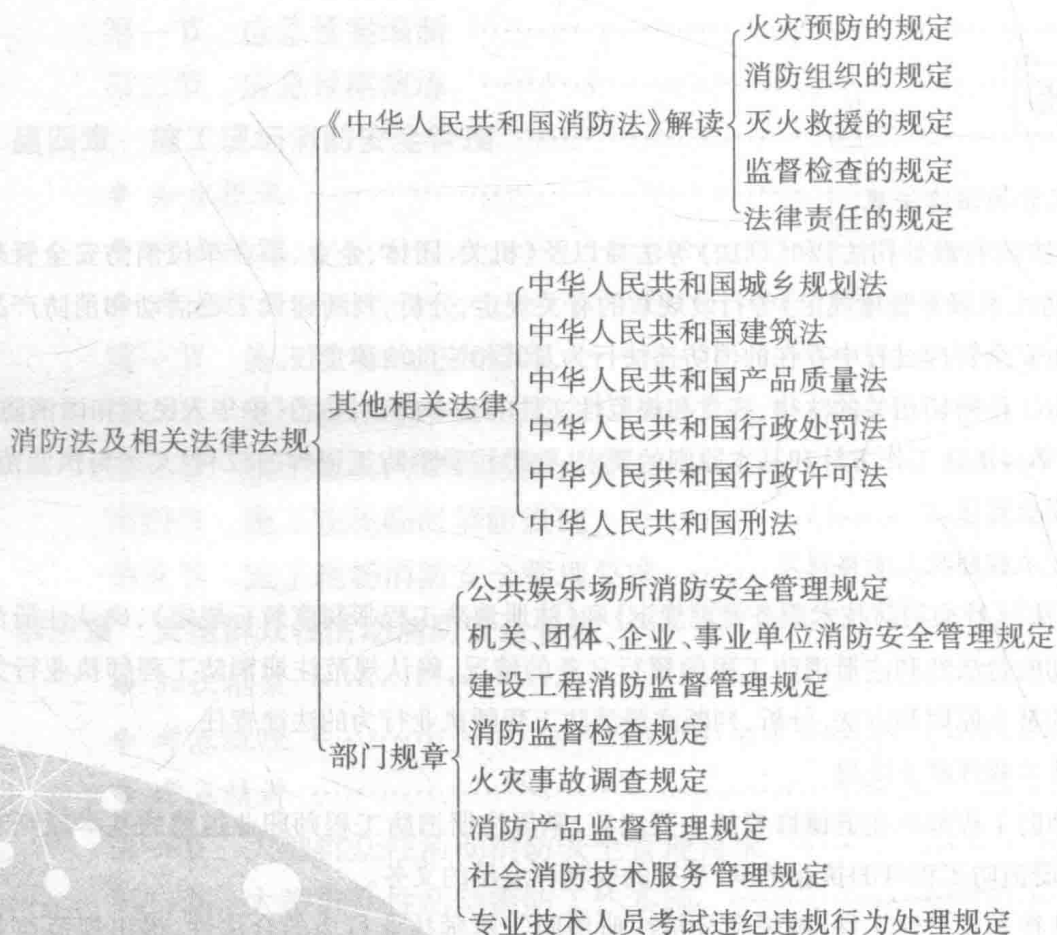 火灾预防的规定
消防组织的规定
《中华人民共和国消防法》解读
灭火救援的规定
监督检查的规定
法律责任的规定
中华人民共和国城乡规划法
中华人民共和国建筑法
中华人民共和国产品质量法
其他相关法律
消防法及相关法律法规
中华人民共和国行政处罚法
中华人民共和国行政许可法
中华人民共和国刑法
公共娱乐场所消防安全管理规定
机关、团体、企业、事业单位消防安全管理规定
建设工程消防监督管理规定
消防监督检查规定
部门规章
火灾事故调查规定
消防产品监督管理规定
社会消防技术服务管理规定
专业技术人员考试违纪违规行为处理规定